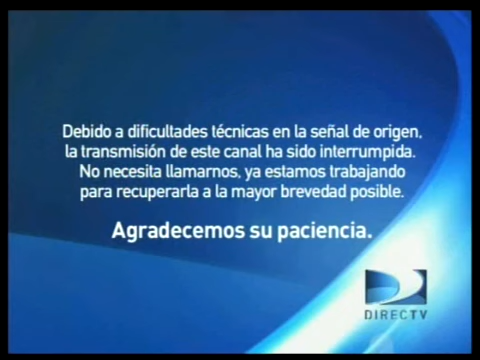 Debido a dificultades técnicas en la señal de origen,
la transmisión de este canal ha sido interrumpida.
No necesita llamarnos, ya estamos trabajando
para recuperarla a la mayor brevedad posible.
Agradecemos su paciencia.
DIRECTV